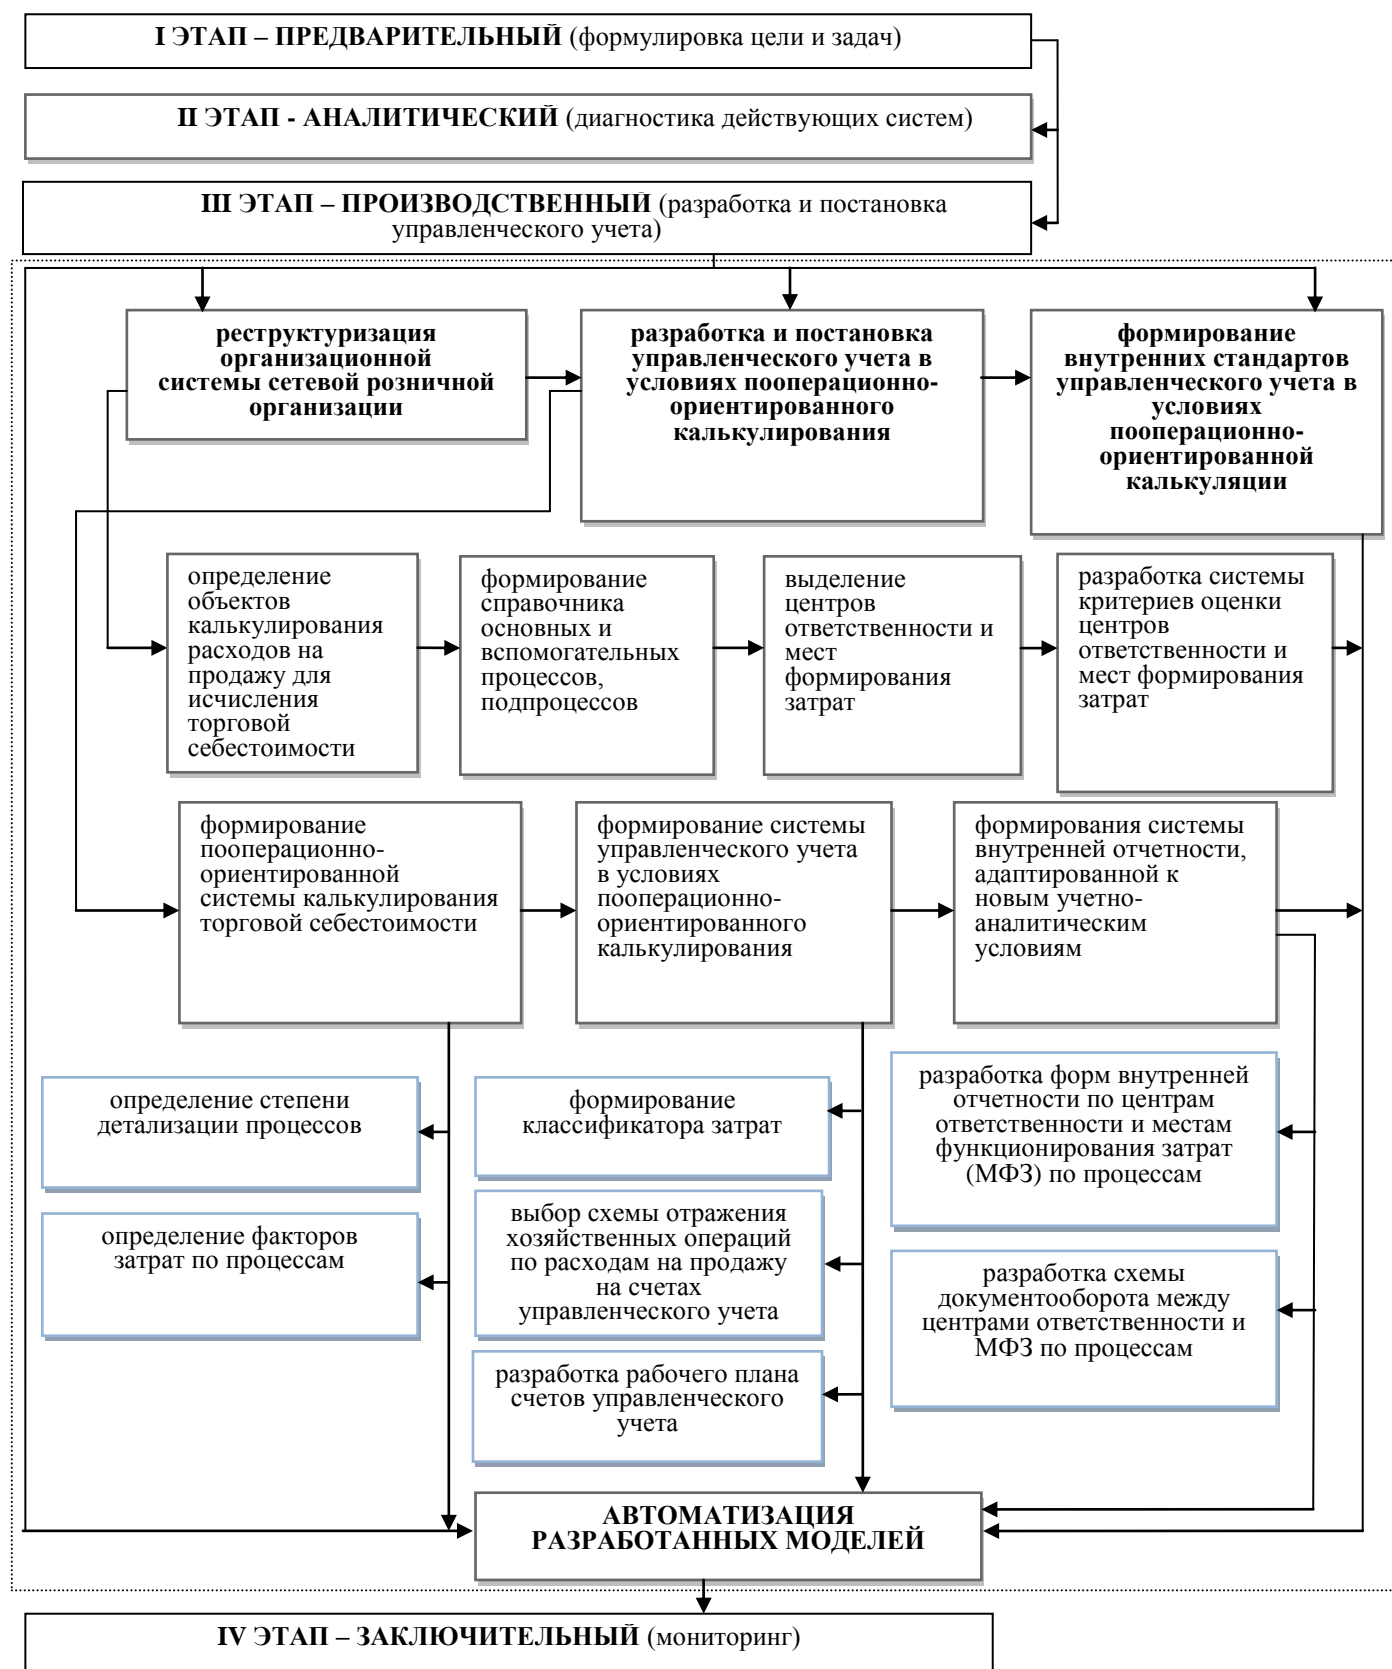 I ЭТАП – ПРЕДВАРИТЕЛЬНЫЙ (формулировка цели и задач)
II ЭТАП - АНАЛИТИЧЕСКИЙ (диагностика действующих систем)
III ЭТАП – ПРОИЗВОДСТВЕННЫЙ (разработка и постановка
управленческого учета)
реструктуризация
организационной
системы сетевой розничной
организации
разработка и постановка
управленческого учета в
условиях пооперационно-
ориентированного
калькулирования
формирование
внутренних стандартов
управленческого учета в
условиях
пооперационно-
ориентированной
калькуляции
определение
объектов
калькулирования
расходов на
продажу для
исчисления
торговой
себестоимости
формирование
справочника
основных и
вспомогательных
процессов,
подпроцессов
выделение
центров
ответственности и
мест
формирования
затрат
разработка системы
критериев оценки
центров
ответственности и
мест формирования
затрат
формирование
пооперационно-
ориентированной
системы калькулирования
торговой себестоимости
формирование системы
управленческого учета
в условиях
пооперационно-
ориентированного
калькулирования
формирования системы
внутренней отчетности,
адаптированной к
новым учетно-
аналитическим
условиям
определение степени
детализации процессов
определение факторов
затрат по процессам
формирование
классификатора затрат
выбор схемы отражения
хозяйственных операций
по расходам на продажу
на счетах
управленческого учета
разработка рабочего плана
счетов управленческого
учета
разработка форм внутренней
отчетности по центрам
ответственности и местам
функционирования затрат
(МФЗ) по процессам
разработка схемы
документооборота между
центрами ответственности и
МФЗ по процессам
АВТОМАТИЗАЦИЯ
РАЗРАБОТАННЫХ МОДЕЛЕЙ
IV ЭТАП – ЗАКЛЮЧИТЕЛЬНЫЙ (мониторинг)